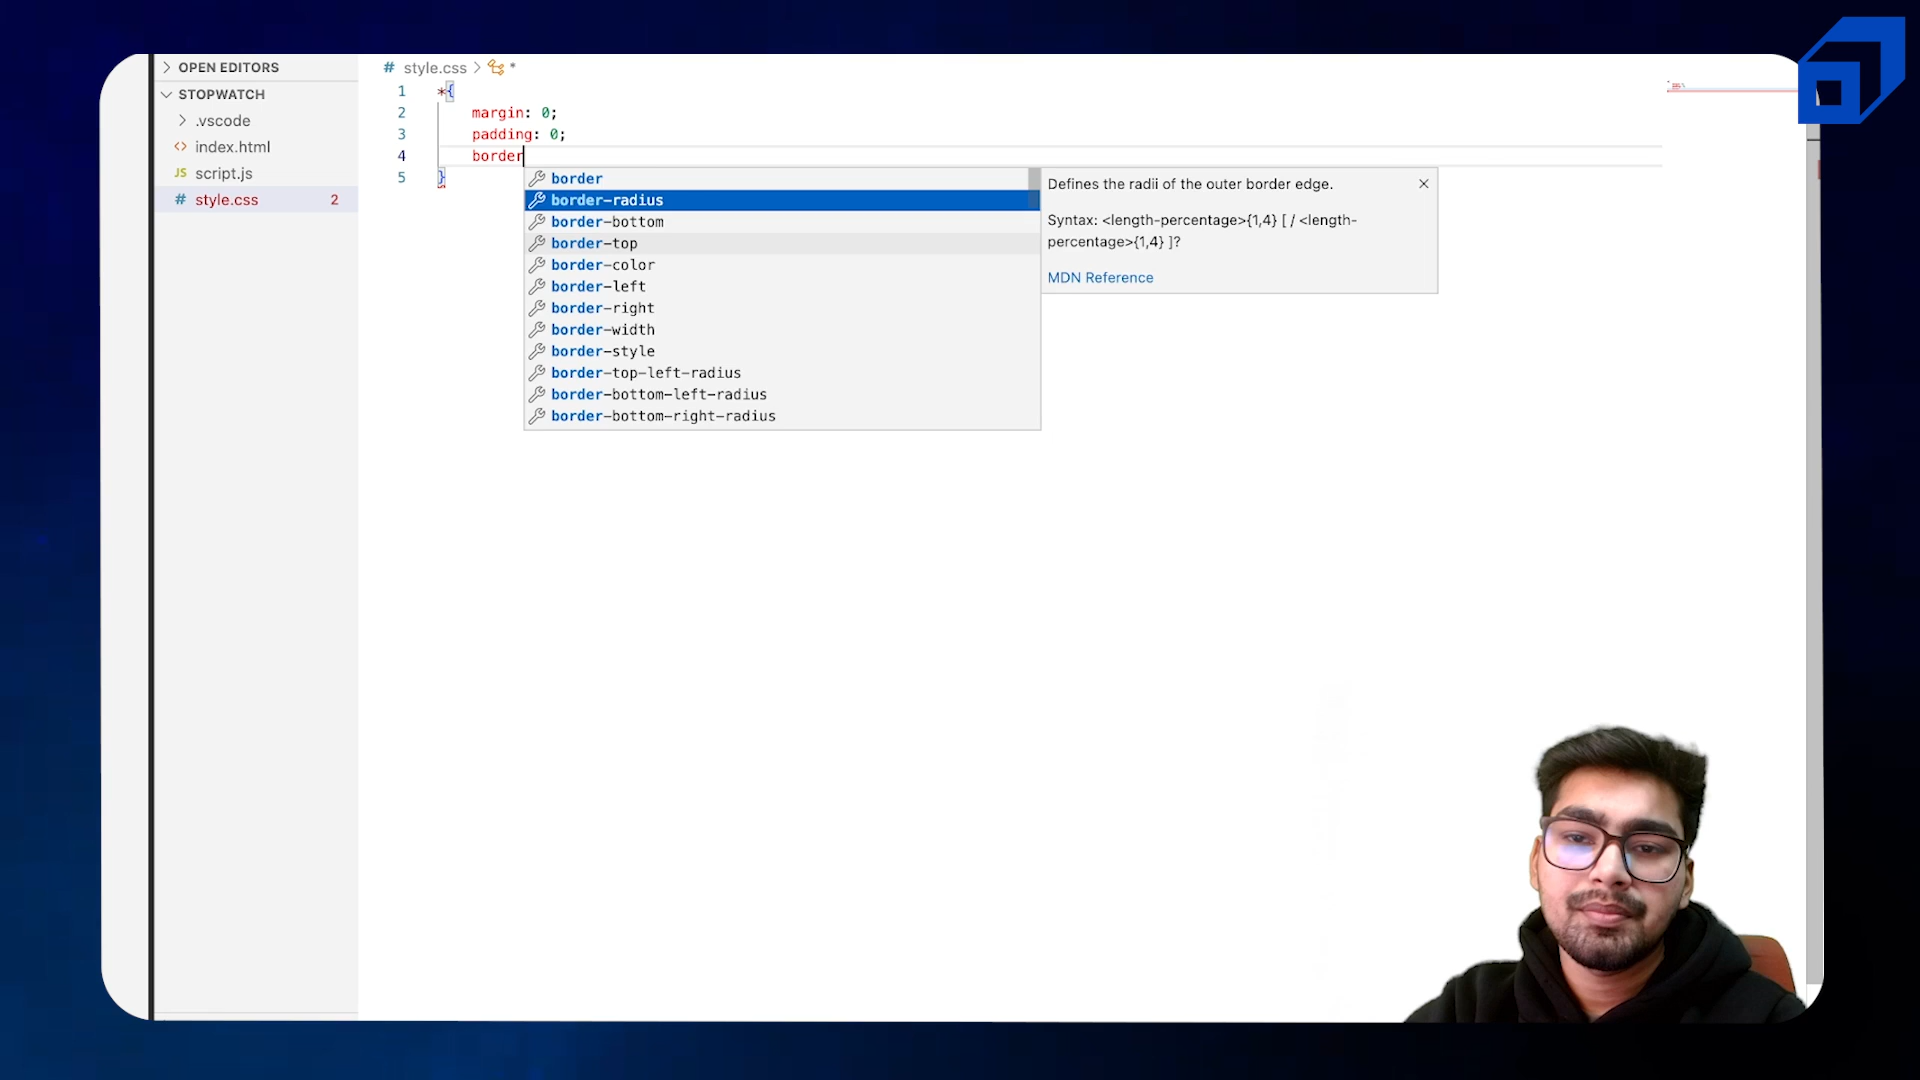 OPEN EDITORS
STOPWATCH
.vscode
<> index.html
JS script.js
# style.css 2
# style.css > *
1 *{
2 margin: 0;
3 padding: 0;
4 border
5 }
border
border-radius
border-bottom
border-top
border-color
border-left
border-right
border-width
border-style
border-top-left-radius
border-bottom-left-radius
border-bottom-right-radius
Defines the radii of the outer border edge.
Syntax: <length-percentage>{1,4} [ / <length-
percentage>{1,4} ]?
MDN Reference